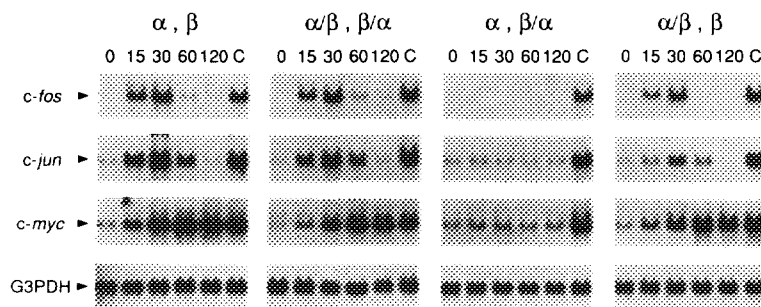 α , β α/β , β/α α , β/α α/β , β
0 15 30 60 120 C 0 15 30 60 120 C 0 15 30 60 120 C 0 15 30 60 120 C
c-fos ►
c-jun ►
c-myc ►
G3PDH ►